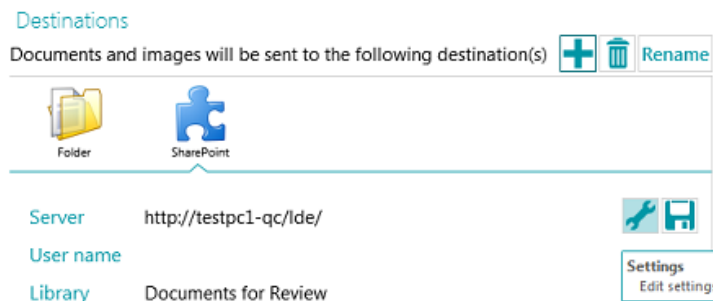 Destinations
Documents and images will be sent to the following destination(s)
Rename
Folder
SharePoint
Server http://testpc1-qc/lde/
User name
Settings
Edit settings
Library Documents for Review